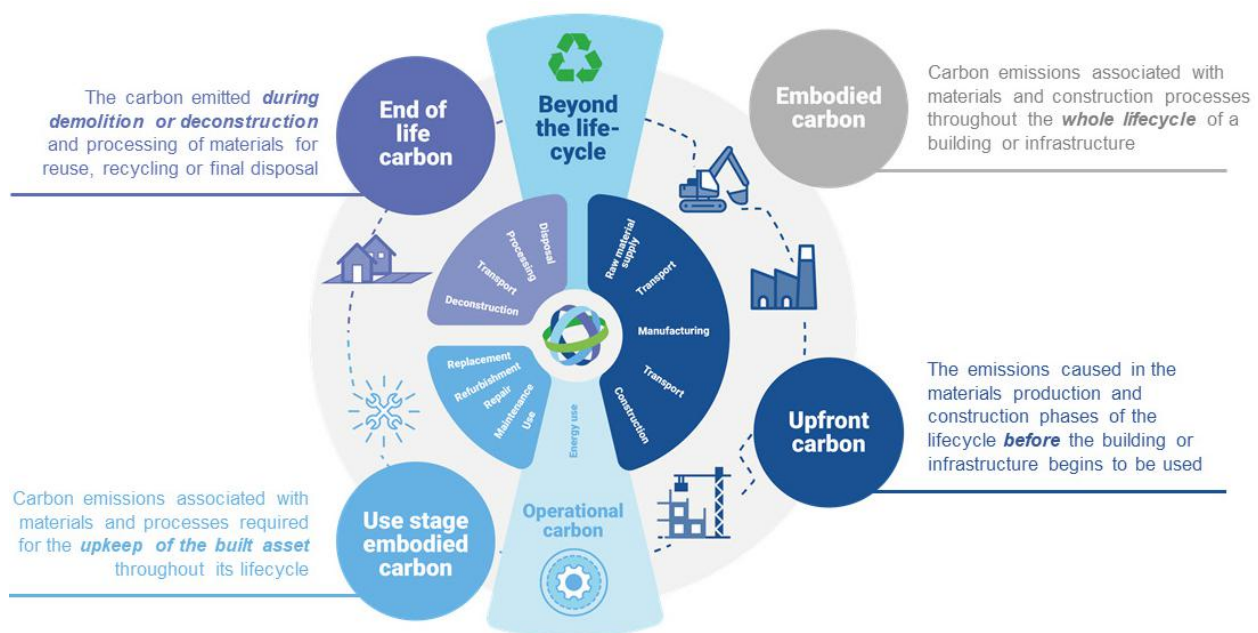 The carbon emitted during
demolition or deconstruction
and processing of materials for
reuse, recycling or final disposal
End of
life
carbon
Beyond
the life-
cycle
Embodied
carbon
Carbon emissions associated with
materials and construction processes
throughout the whole lifecycle of a
building or infrastructure
Disposal
Processing
Transport
Deconstruction
Raw material
supply
Transport
Manufacturing
Transport
Construction
Replacement
Refurbishment
Repair
Maintenance
Use
Energy use
Upfront
carbon
The emissions caused in the
materials production and
construction phases of the
lifecycle before the building or
infrastructure begins to be used
Carbon emissions associated with
materials and processes required
for the upkeep of the built asset
throughout its lifecycle
Use stage
embodied
carbon
Operational
carbon